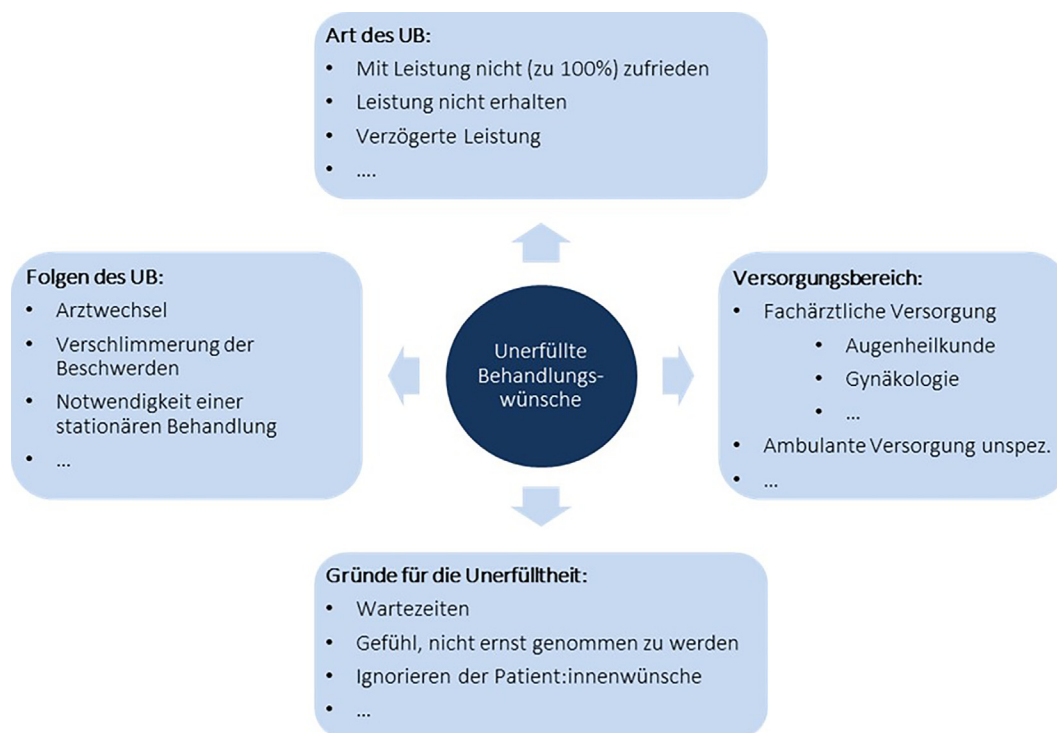 Art des UB:
• Mit Leistung nicht (zu 100%) zufrieden
• Leistung nicht erhalten
• Verzögerte Leistung
• ....
Folgen des UB:
• Arztwechsel
• Verschlimmerung der
Beschwerden
• Notwendigkeit einer
stationären Behandlung
• ...
Unerfüllte
Behandlungs-
wünsche
Versorgungsbereich:
• Fachärztliche Versorgung
• Augenheilkunde
• Gynäkologie
• ...
• Ambulante Versorgung unspez.
• ...
Gründe für die Unerfülltheit:
• Wartezeiten
• Gefühl, nicht ernst genommen zu werden
• Ignorieren der Patient:innenwünsche
• ...